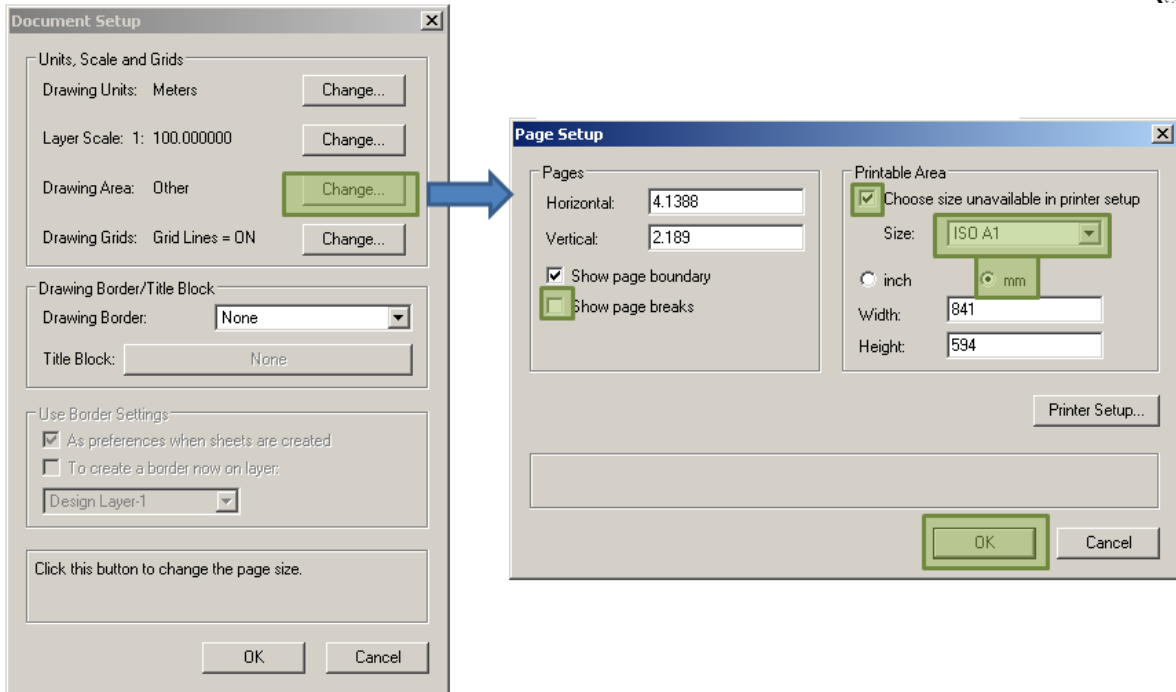 Document Setup
Units, Scale and Grids
Drawing Units: Meters
Change...
Layer Scale: 1: 100.000000
Change...
Drawing Area: Other
Change...
Drawing Grids: Grid Lines = ON
Change...
Drawing Border/Title Block
Drawing Border: None
Title Block: None
Use Border Settings
As preferences when sheets are created
To create a border now on layer:
Design Layer-1
Click this button to change the page size.
OK
Cancel
Page Setup
Pages
Horizontal: 4.1388
Vertical: 2.189
Show page boundary
Show page breaks
Printable Area
Choose size unavailable in printer setup
Size: ISO A1
inch
mm
Width: 841
Height: 594
Printer Setup...
OK
Cancel